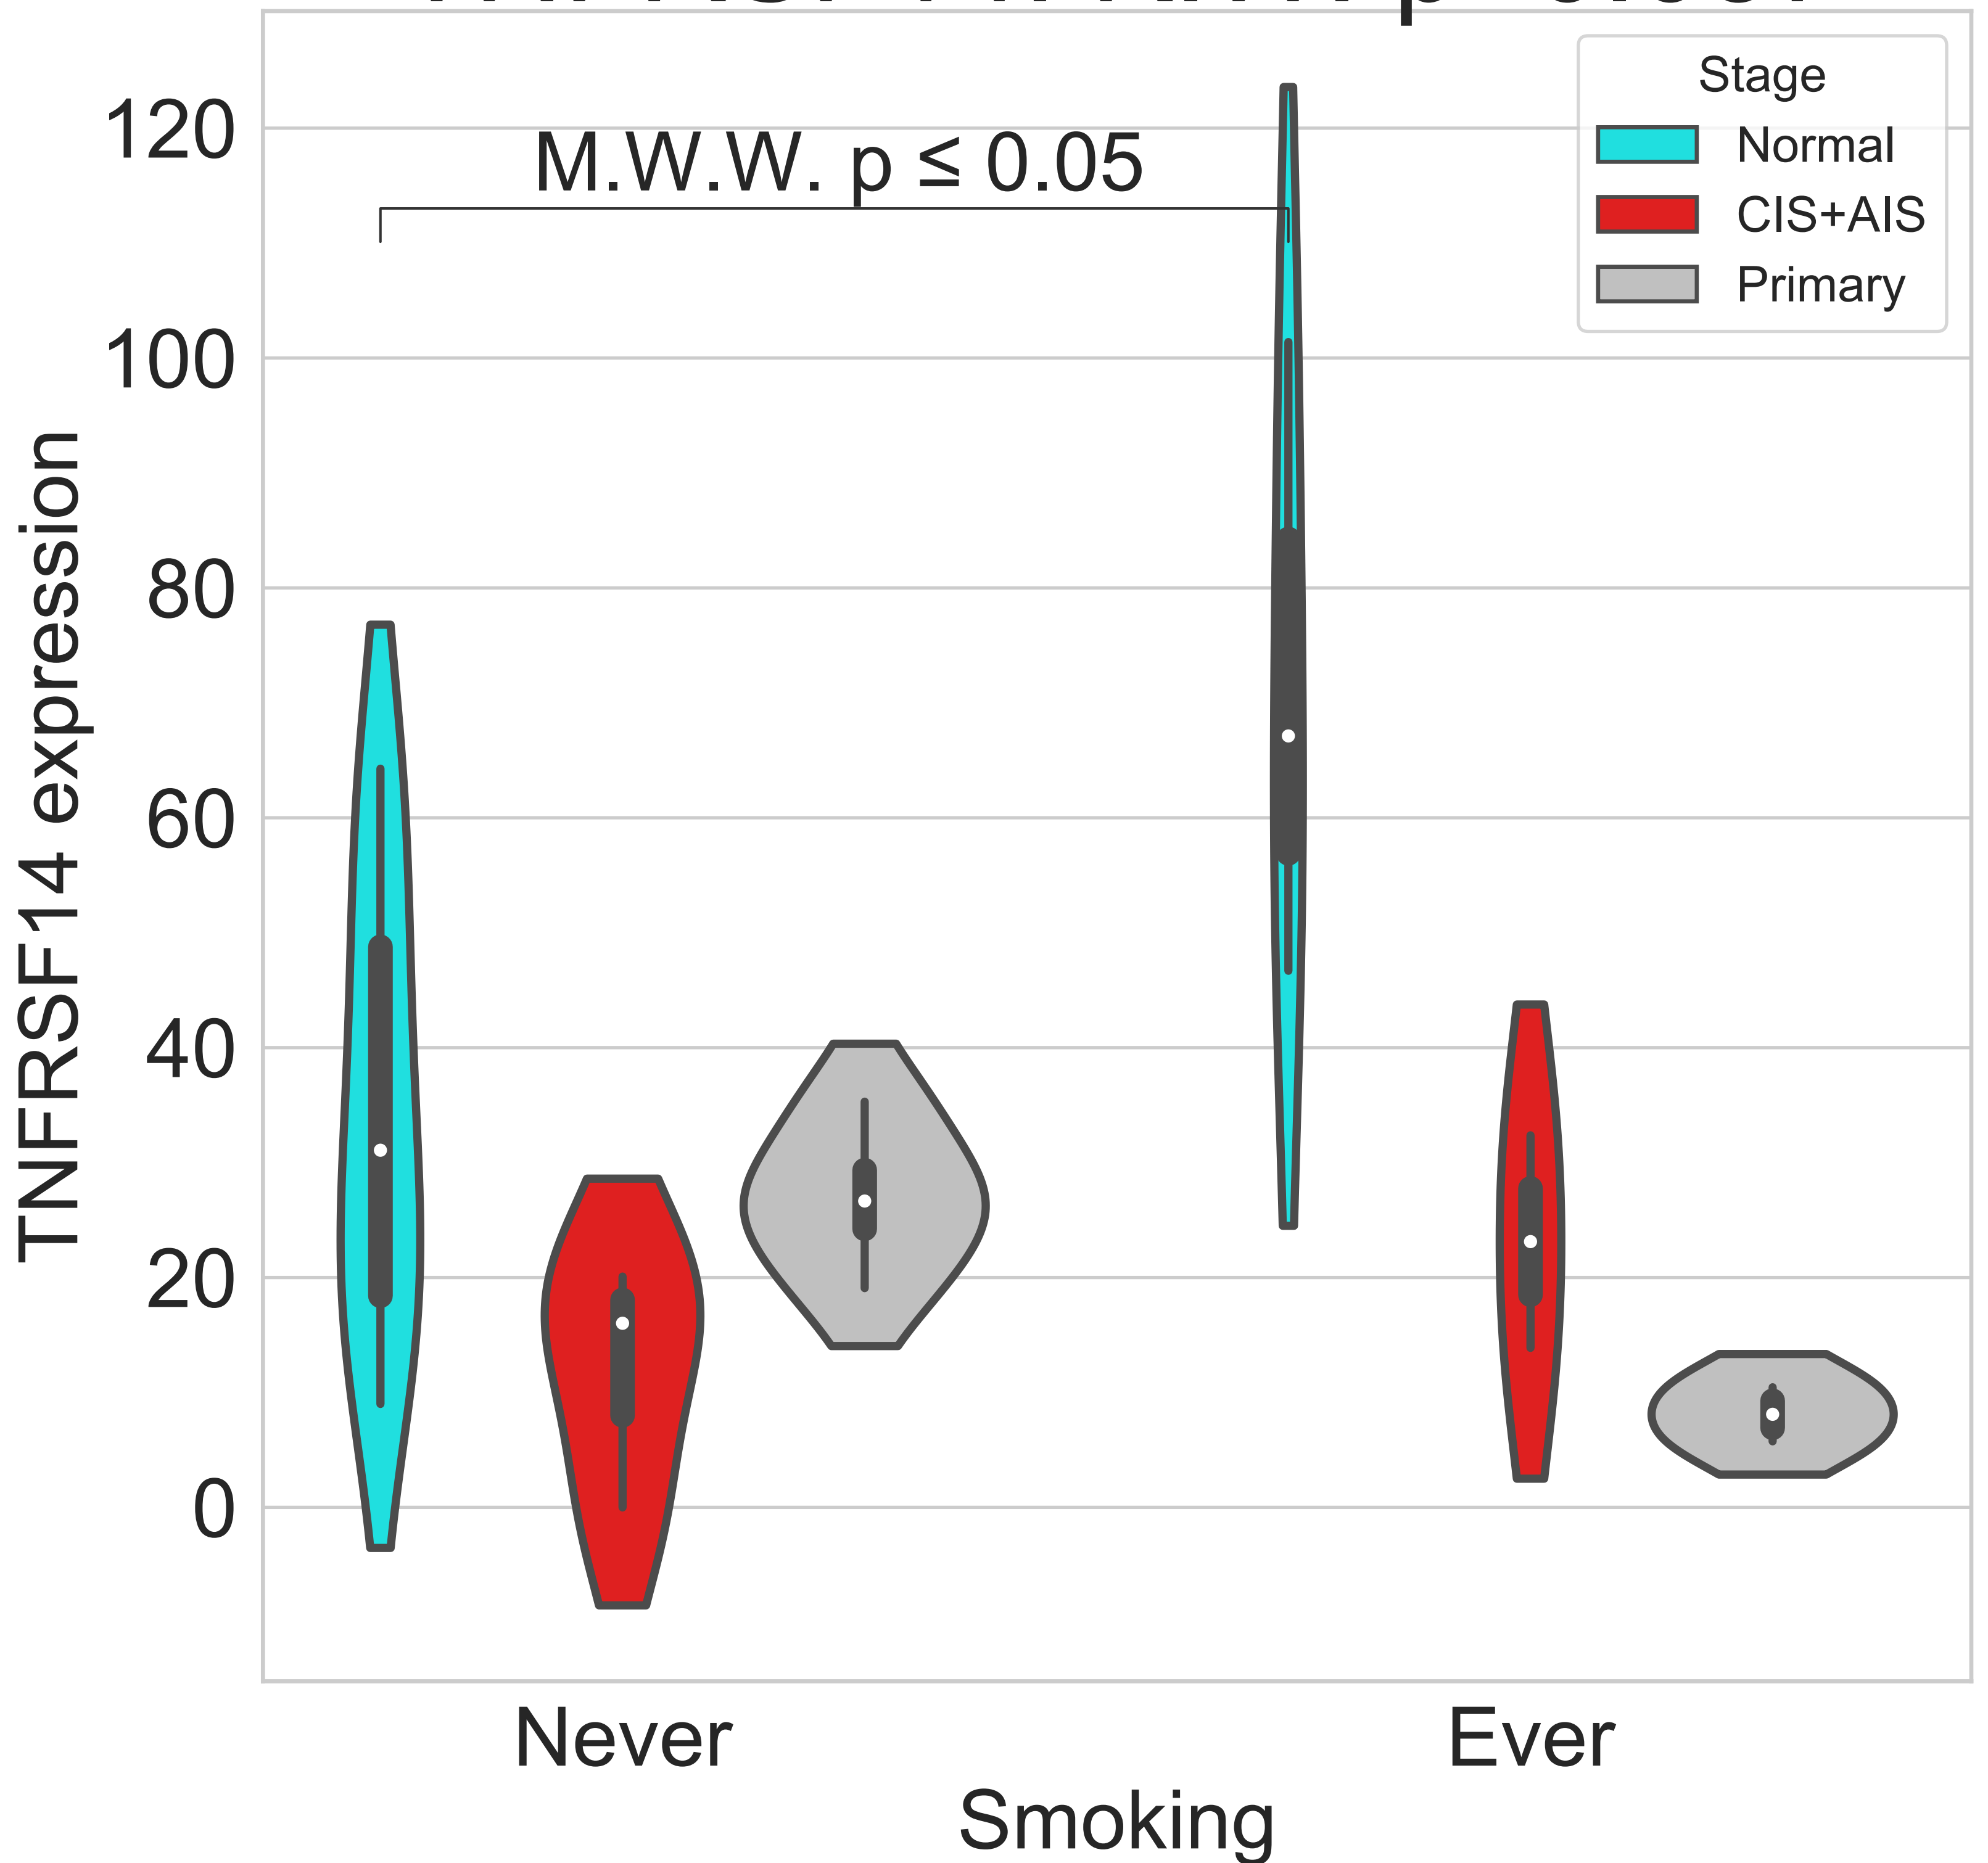 120
100
80
60
40
20
0
TNFRSF14 expression
M.W.W. p ≤ 0.05
Stage
Normal
CIS+AIS
Primary
Never
Ever
Smoking